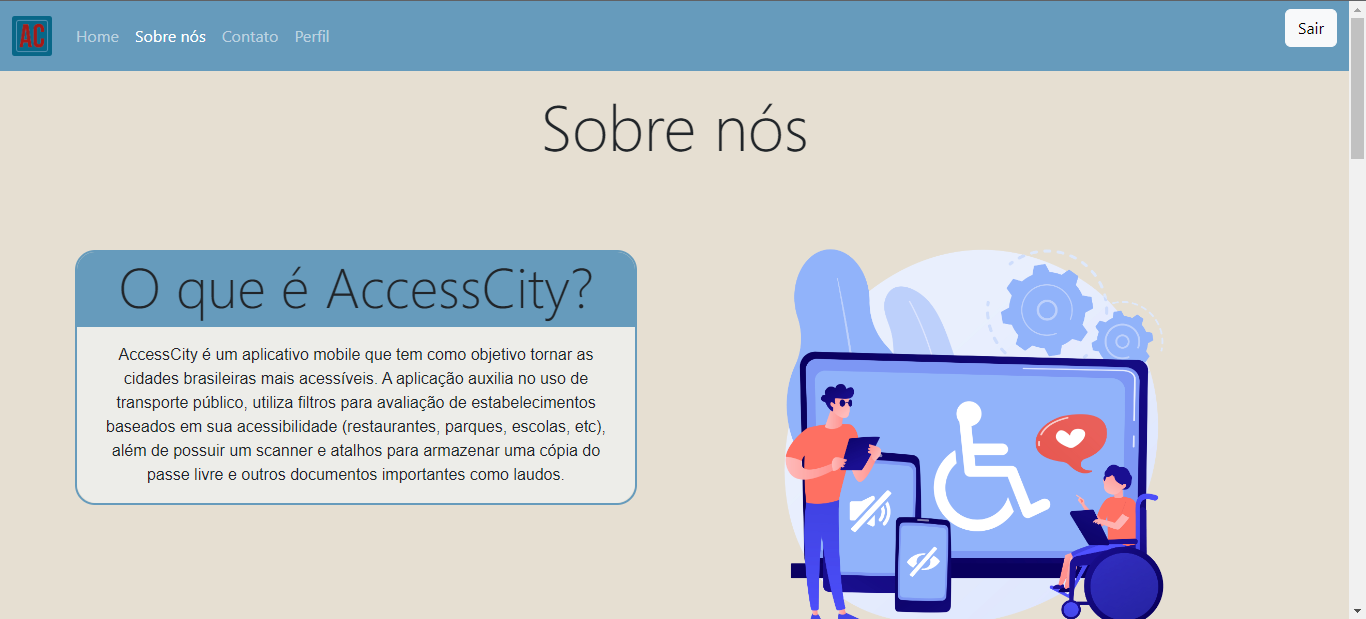 AC
Home Sobre nós Contato Perfil
Sair
Sobre nós
O que é AccessCity?
AccessCity é um aplicativo mobile que tem como objetivo tornar as
cidades brasileiras mais acessíveis. A aplicação auxilia no uso de
transporte público, utiliza filtros para avaliação de estabelecimentos
baseados em sua acessibilidade (restaurantes, parques, escolas, etc),
além de possuir um scanner e atalhos para armazenar uma cópia do
passe livre e outros documentos importantes como laudos.